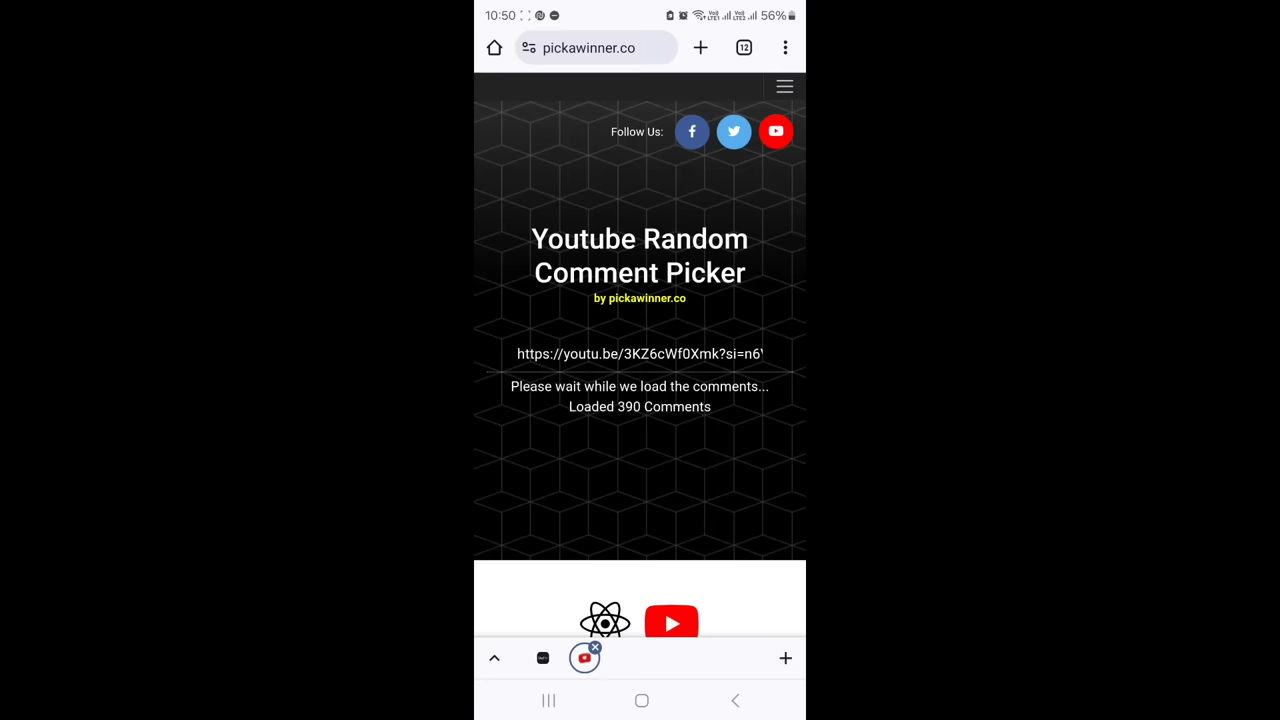 10:50
56%
pickawinner.co
12
Follow Us:
Youtube Random
Comment Picker
by pickawinner.co
https://youtu.be/3KZ6cWf0Xmk?si=n6
Please wait while we load the comments...
Loaded 390 Comments